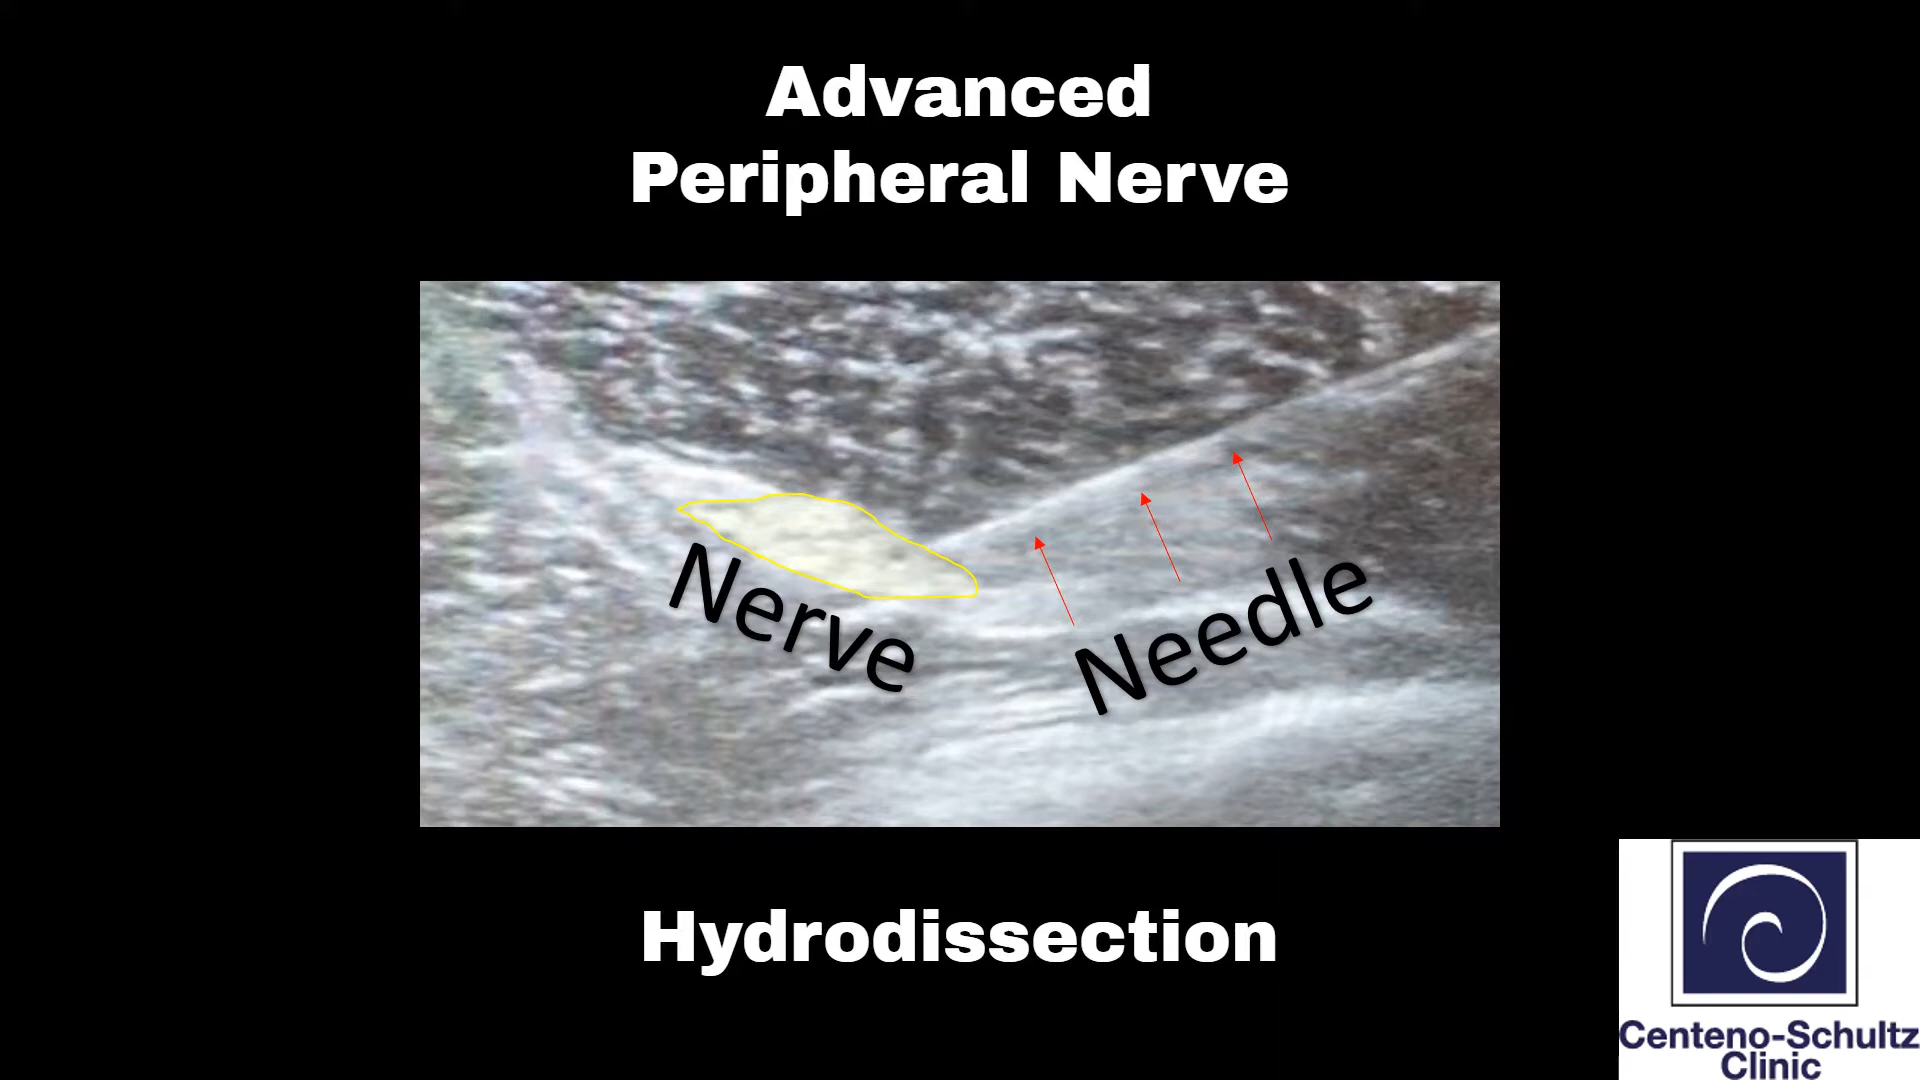 Advanced
Peripheral Nerve
Nerve
Needle
Hydrodissection
Centeno-Schultz
Clinic